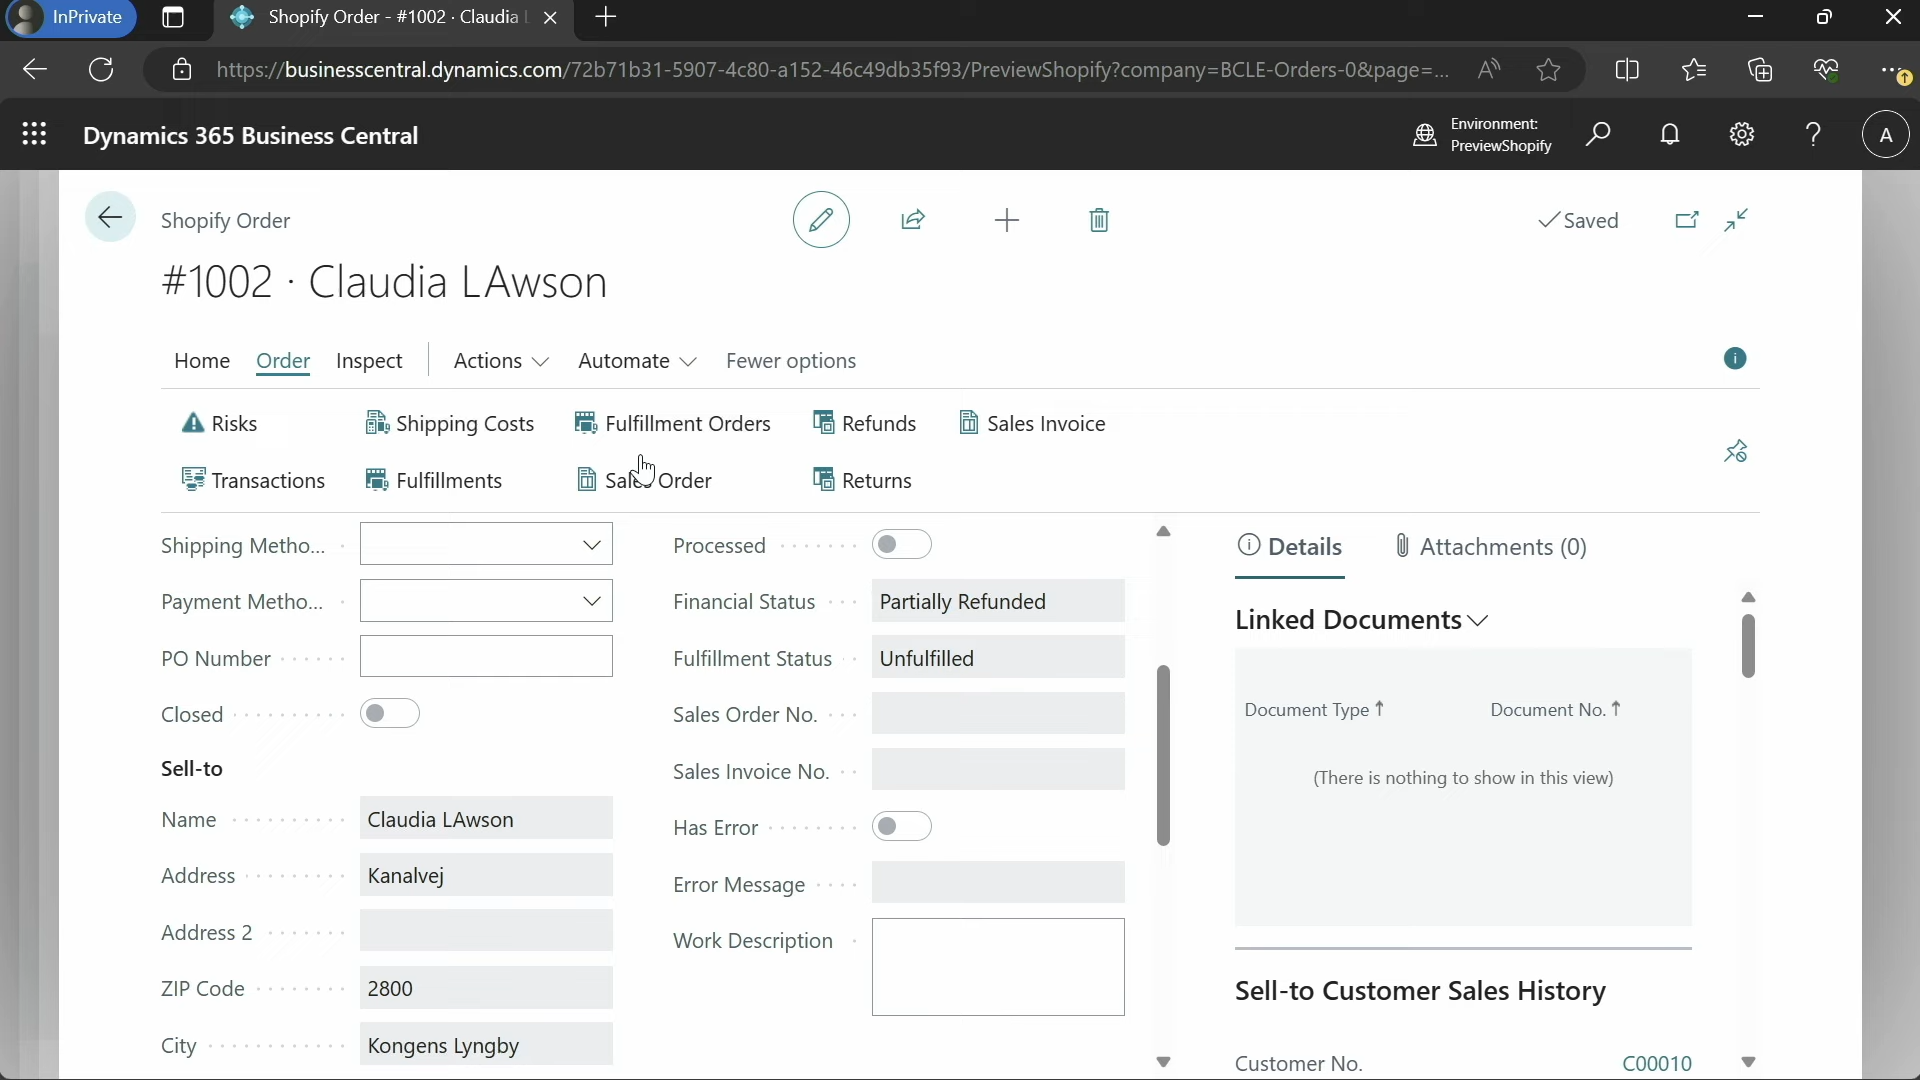 InPrivate
Shopify Order - #1002 · Claudia L
https://businesscentral.dynamics.com/72b71b31-5907-4c80-a152-46c49db35f93/PreviewShopify?company=BCLE-Orders-0&page=...
Dynamics 365 Business Central
Environment:
PreviewShopify
A
Shopify Order
Saved
#1002 · Claudia LAwson
Home Order Inspect Actions Automate Fewer options
Risks Shipping Costs Fulfillment Orders Refunds Sales Invoice
Transactions Fulfillments Sales Order Returns
Shipping Metho...
Payment Metho...
PO Number
Closed
Sell-to
Name Claudia LAwson
Address Kanalvej
Address 2
ZIP Code 2800
City Kongens Lyngby
Processed
Financial Status Partially Refunded
Fulfillment Status Unfulfilled
Sales Order No.
Sales Invoice No.
Has Error
Error Message
Work Description
Details Attachments (0)
Linked Documents
Document Type ↑ Document No. ↑
(There is nothing to show in this view)
Sell-to Customer Sales History
Customer No. C00010